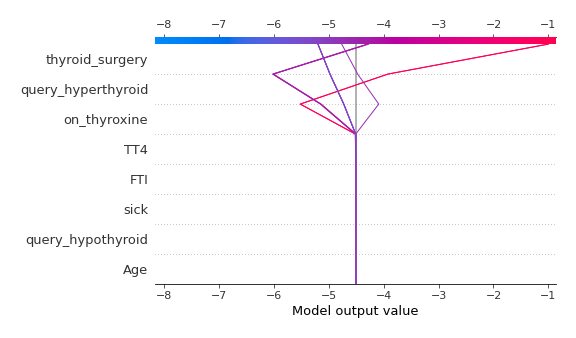 −8 −7 −6 −5 −4 −3 −2 −1
thyroid_surgery
query_hyperthyroid
on_thyroxine
TT4
FTI
sick
query_hypothyroid
Age
−8 −7 −6 −5 −4 −3 −2 −1
Model output value